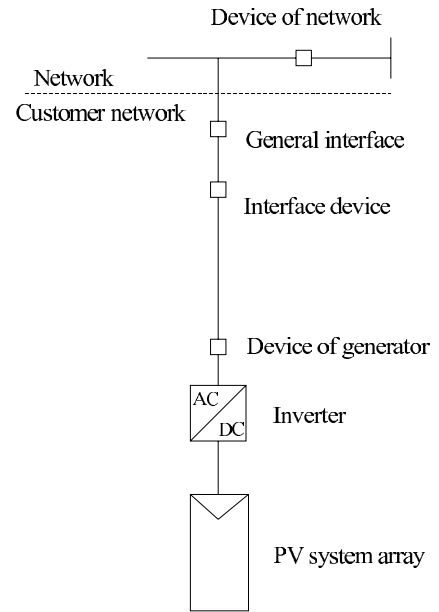 Device of network
Network
Customer network
General interface
Interface device
Device of generator
AC
DC
Inverter
PV system array